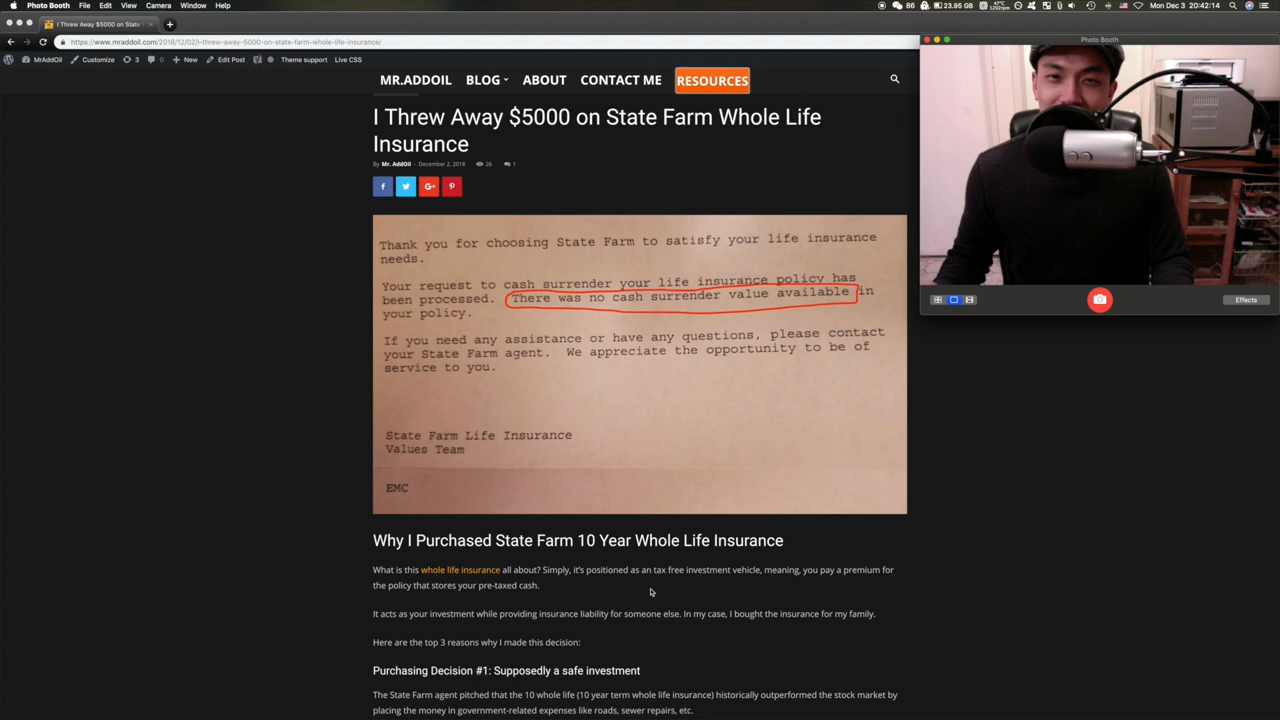 Photo Booth File Edit View Camera Window Help 86 23.95 GB 47°C 1202rpm Mon Dec 3 20:42:14
I Threw Away $5000 on State
https://www.mraddoil.com/2018/12/02/i-threw-away-5000-on-state-farm-whole-life-insurance/
Photo Booth
MrAddOil Customize 3 0 New Edit Post Theme support Live CSS
MR.ADDOIL BLOG ABOUT CONTACT ME RESOURCES
I Threw Away $5000 on State Farm Whole Life
Insurance
By Mr. AddOil - December 2, 2018 26 1
Thank you for choosing State Farm to satisfy your life insurance
needs.
Your request to cash surrender your life insurance policy has
been processed. There was no cash surrender value available in
your policy.
If you need any assistance or have any questions, please contact
your State Farm agent. We appreciate the opportunity to be of
service to you.
State Farm Life Insurance
Values Team
EMC
Effects
Why I Purchased State Farm 10 Year Whole Life Insurance
What is this whole life insurance all about? Simply, it's positioned as an tax free investment vehicle, meaning, you pay a premium for
the policy that stores your pre-taxed cash.
It acts as your investment while providing insurance liability for someone else. In my case, I bought the insurance for my family.
Here are the top 3 reasons why I made this decision:
Purchasing Decision #1: Supposedly a safe investment
The State Farm agent pitched that the 10 whole life (10 year term whole life insurance) historically outperformed the stock market by
placing the money in government-related expenses like roads, sewer repairs, etc.